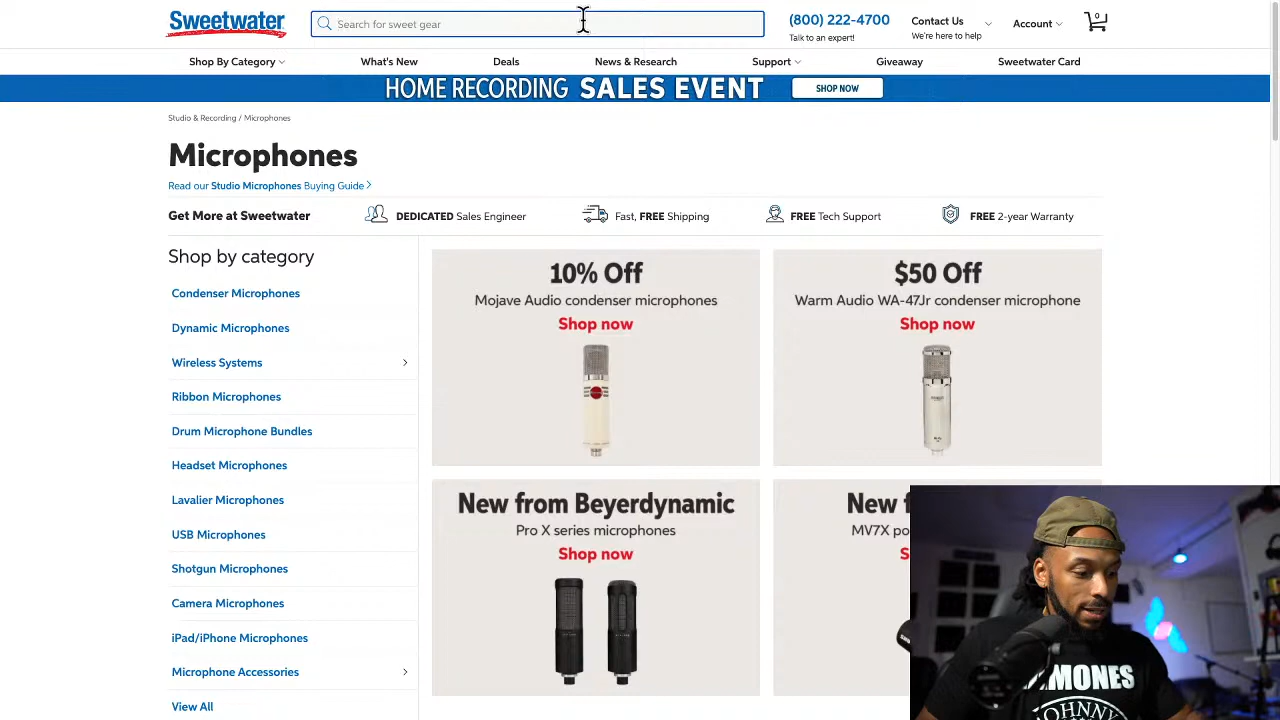 Sweetwater
Search for sweet gear
(800) 222-4700
Talk to an expert!
Contact Us
We're here to help
Account
0
Shop By Category
What's New
Deals
News & Research
Support
Giveaway
Sweetwater Card
HOME RECORDING SALES EVENT
SHOP NOW
Studio & Recording / Microphones
Microphones
Read our Studio Microphones Buying Guide
Get More at Sweetwater
DEDICATED Sales Engineer
Fast, FREE Shipping
FREE Tech Support
FREE 2-year Warranty
Shop by category
Condenser Microphones
Dynamic Microphones
Wireless Systems
Ribbon Microphones
Drum Microphone Bundles
Headset Microphones
Lavalier Microphones
USB Microphones
Shotgun Microphones
Camera Microphones
iPad/iPhone Microphones
Microphone Accessories
View All
10% Off
Mojave Audio condenser microphones
Shop now
$50 Off
Warm Audio WA-47Jr condenser microphone
Shop now
New from Beyerdynamic
Pro X series microphones
Shop now
New f
MV7X po
S
MONES
JOHNNY